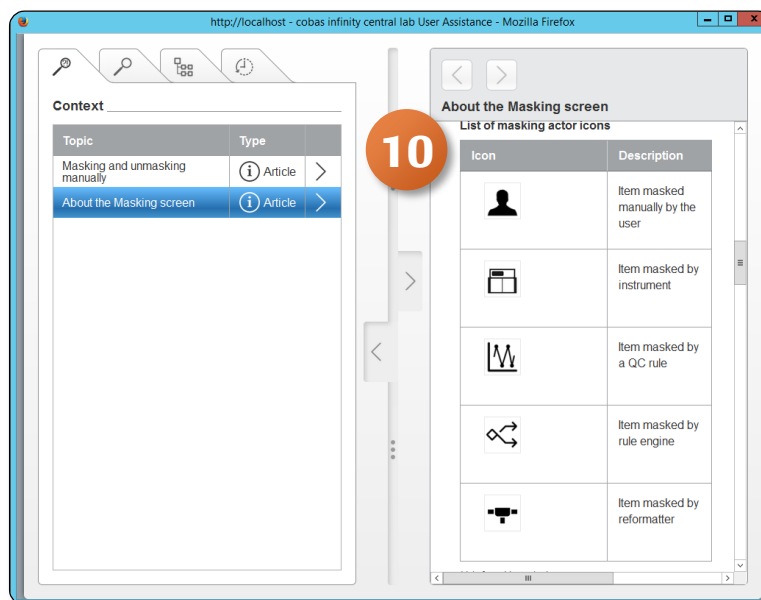 http://localhost - cobas infinity central lab User Assistance - Mozilla Firefox
Context
Topic
Type
Masking and unmasking
manually
i Article
About the Masking screen
i Article
10
About the Masking screen
List of masking actor icons
Icon
Description
Item masked
manually by the
user
Item masked by
instrument
Item masked by
a QC rule
Item masked by
rule engine
Item masked by
reformatter